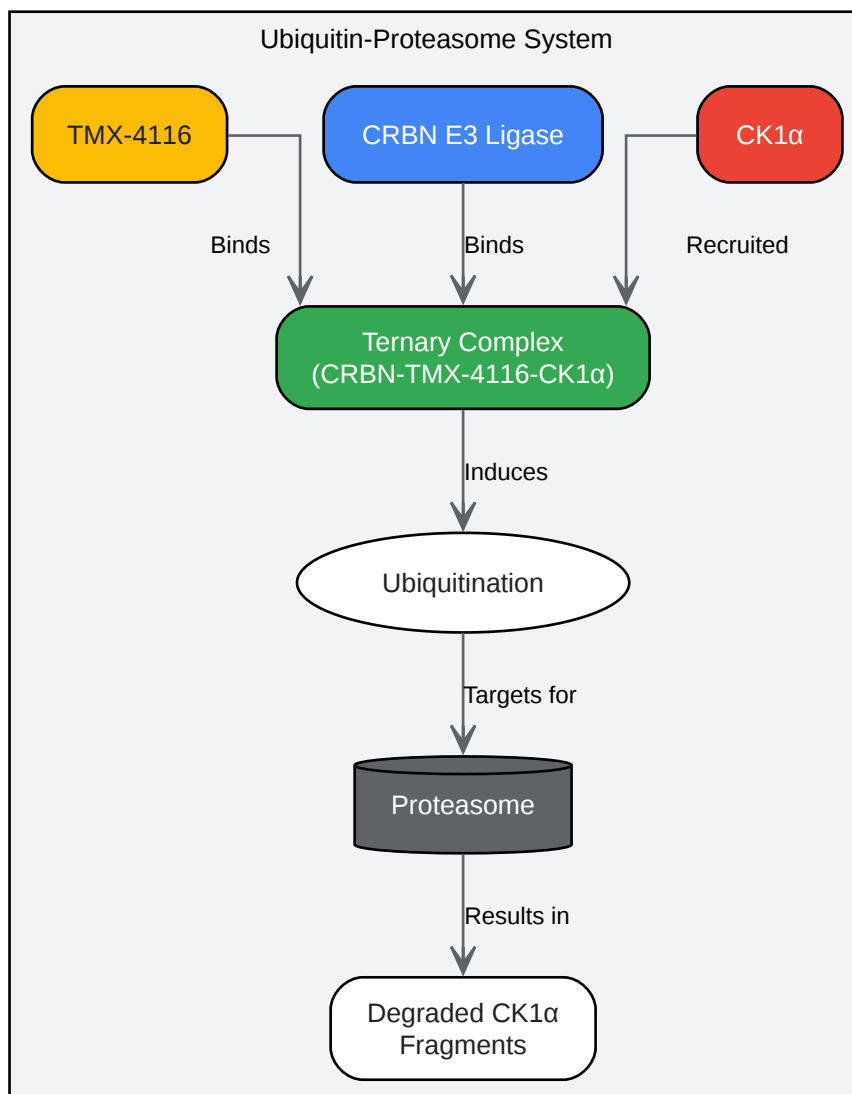 Ubiquitin-Proteasome System
TMX-4116
CRBN E3 Ligase
CK1α
Binds
Binds
Recruited
Ternary Complex
(CRBN-TMX-4116-CK1α)
Induces
Ubiquitination
Targets for
Proteasome
Results in
Degraded CK1α
Fragments